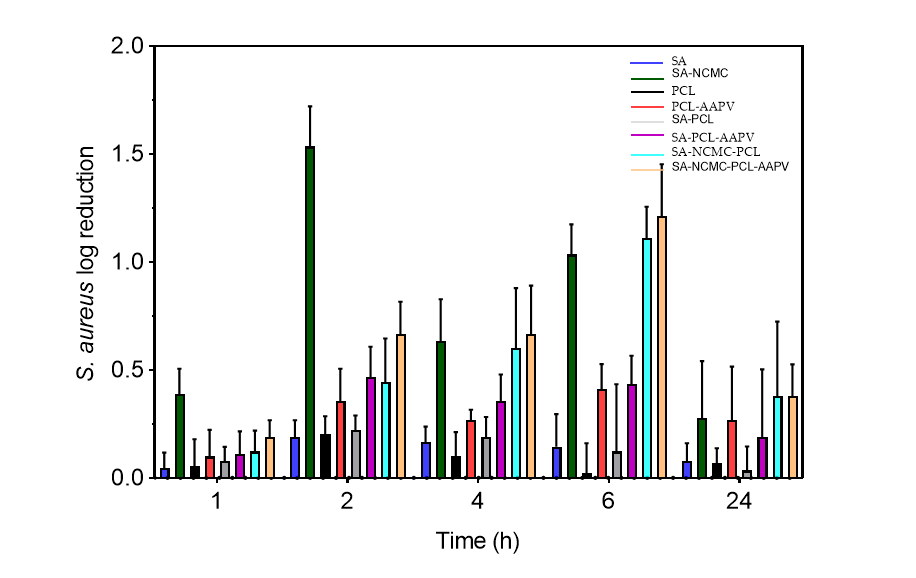 2.0
1.5
1.0
0.5
0.0
S. aureus log reduction
SA
SA-NCMC
PCL
PCL-AAPV
SA-PCL
SA-PCL-AAPV
SA-NCMC-PCL
SA-NCMC-PCL-AAPV
1 2 4 6 24
Time (h)